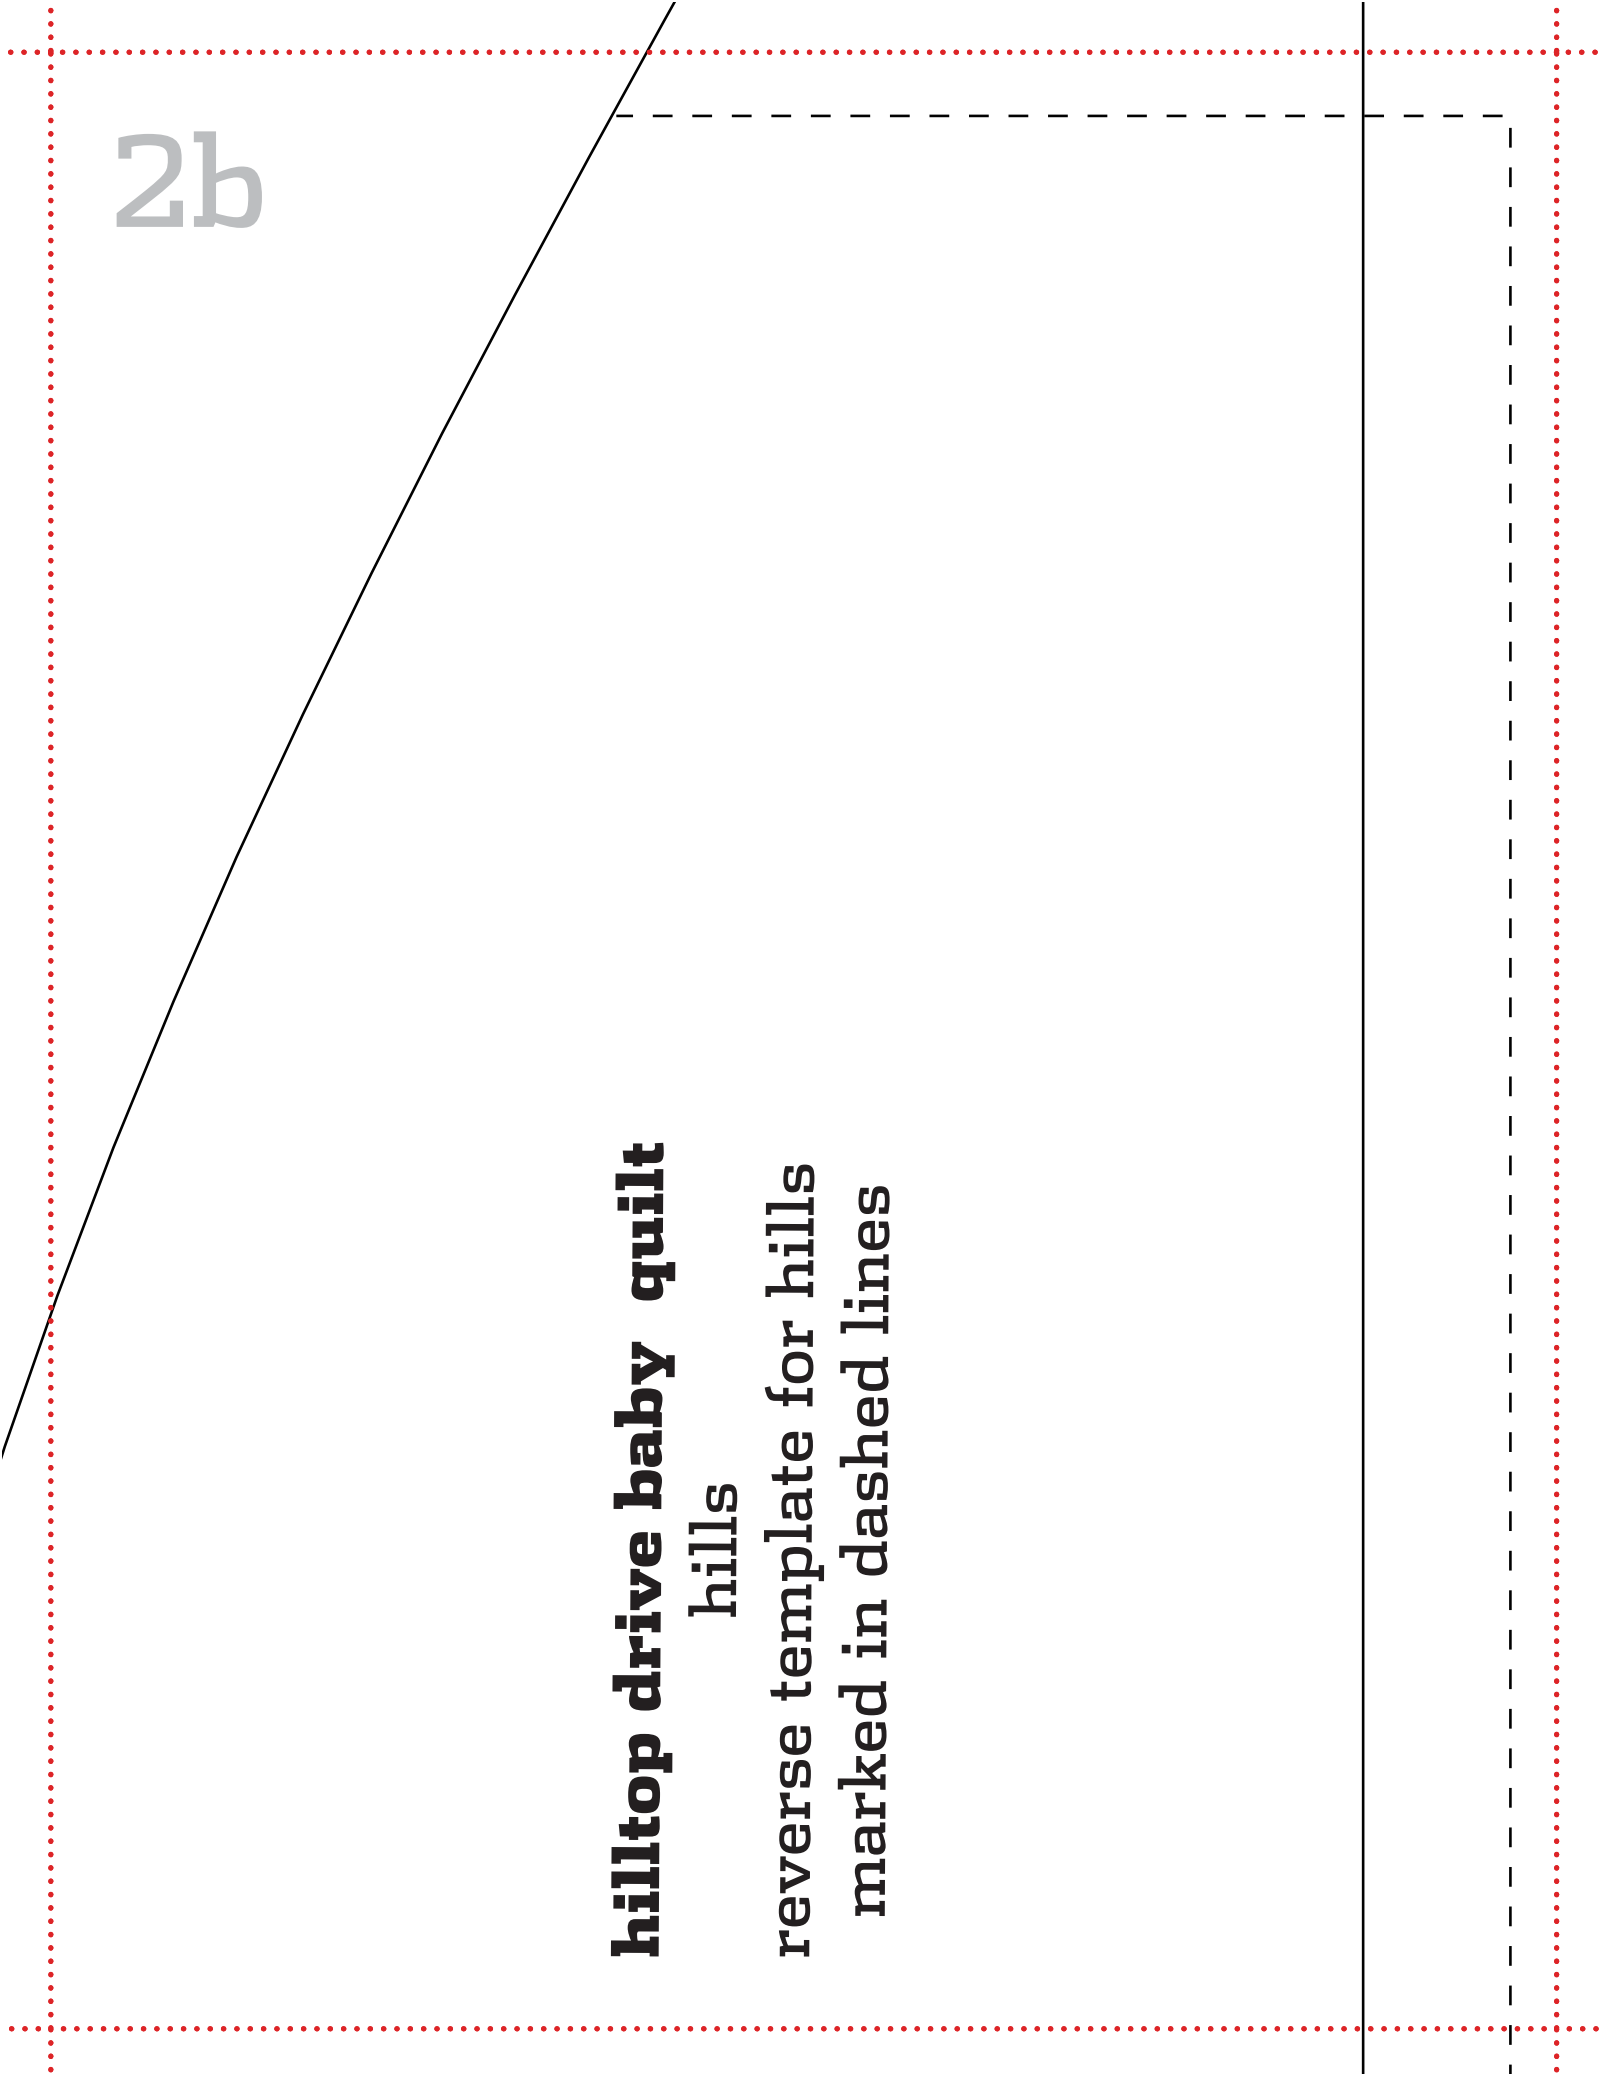 2b
hilltop drive baby quilt
hills
reverse template for hills
marked in dashed lines